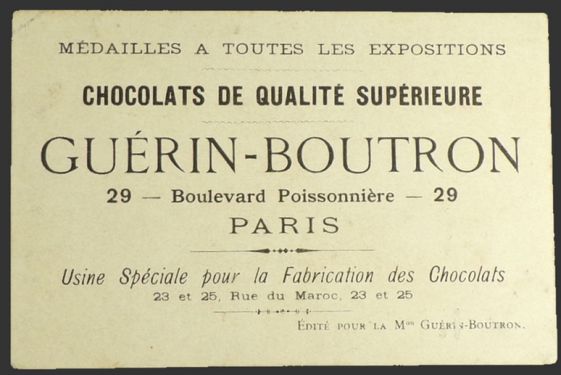 MÉDAILLES A TOUTES LES EXPOSITIONS
CHOCOLATS DE QUALITÉ SUPÉRIEURE
GUÉRIN-BOUTRON
29 — Boulevard Poissonnière — 29
PARIS
Usine Spéciale pour la Fabrication des Chocolats
23 et 25, Rue du Maroc, 23 et 25
ÉDITÉ POUR LA Mon GUÉRIN-BOUTRON.